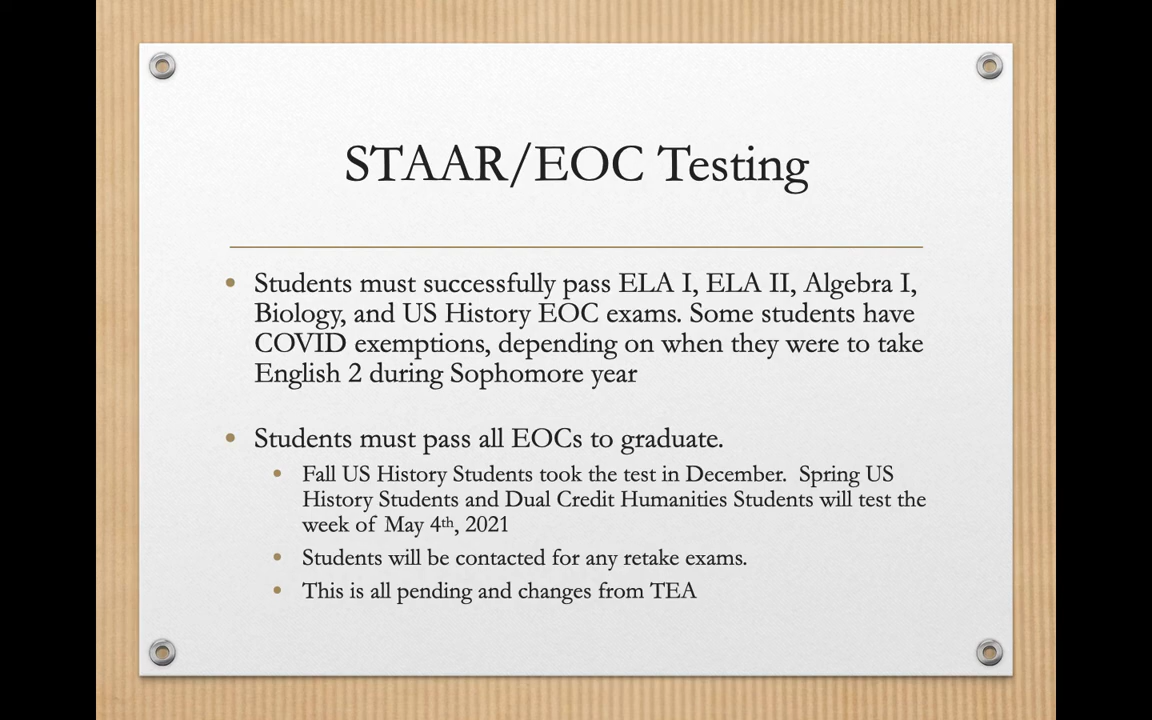 STAAR/EOC Testing
• Students must successfully pass ELA I, ELA II, Algebra I,
Biology, and US History EOC exams. Some students have
COVID exemptions, depending on when they were to take
English 2 during Sophomore year
• Students must pass all EOCs to graduate.
• Fall US History Students took the test in December.  Spring US
History Students and Dual Credit Humanities Students will test the
week of May 4th, 2021
• Students will be contacted for any retake exams.
• This is all pending and changes from TEA